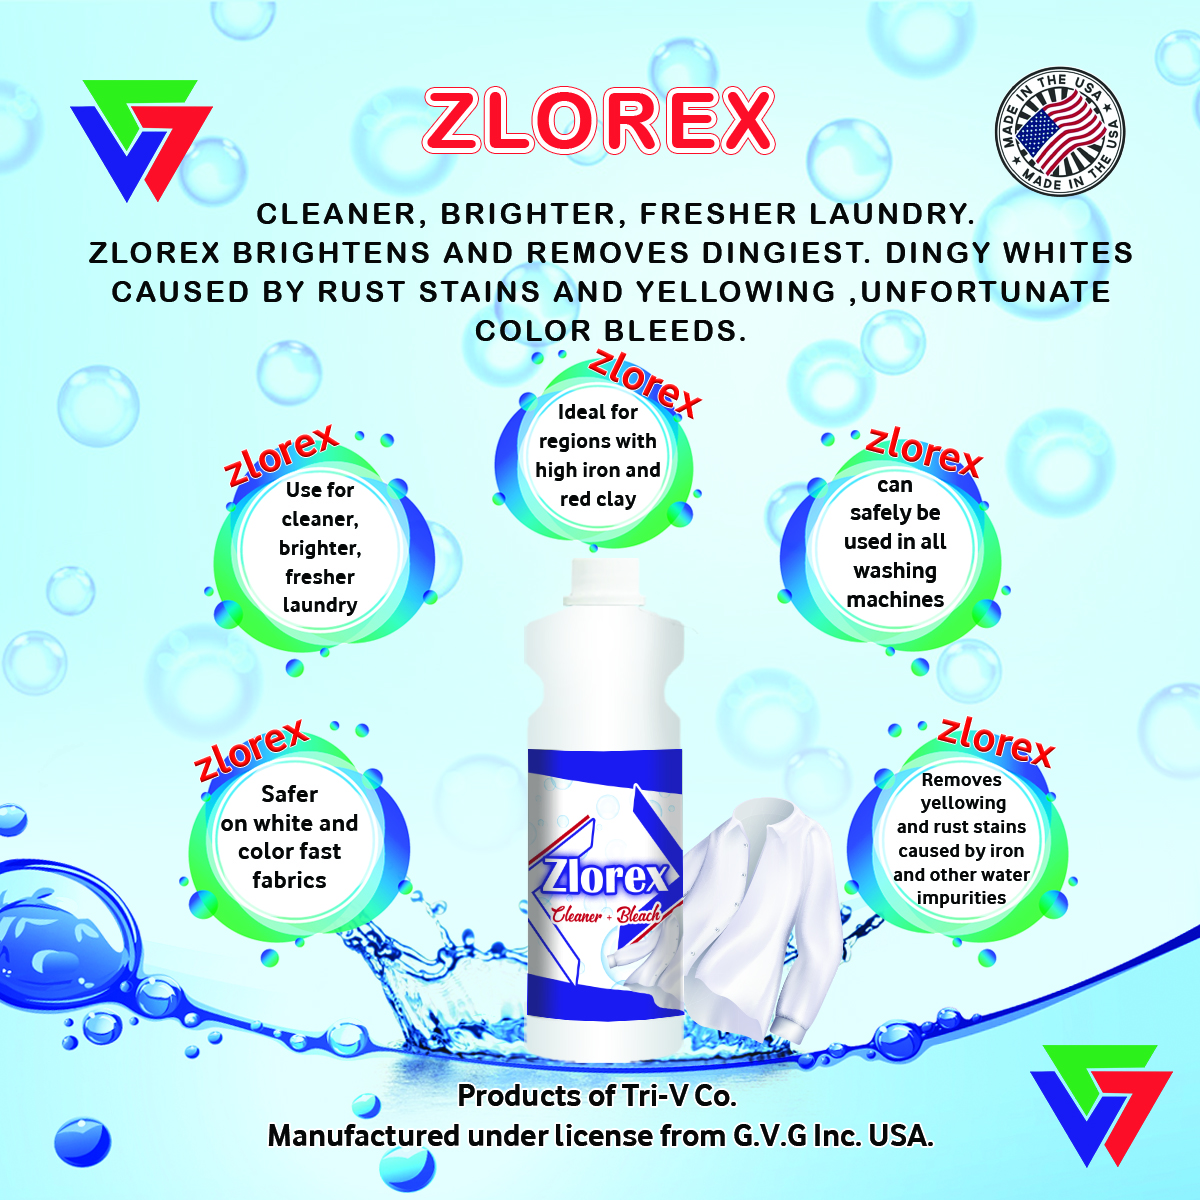 ZLOREX
MADE IN THE USA
MADE IN THE USA
CLEANER, BRIGHTER, FRESHER LAUNDRY.
ZLOREX BRIGHTENS AND REMOVES DINGIEST. DINGY WHITES
CAUSED BY RUST STAINS AND YELLOWING ,UNFORTUNATE
COLOR BLEEDS.
zlorex
Ideal for
regions with
high iron and
red clay
zlorex
Use for
cleaner,
brighter,
fresher
laundry
zlorex
can
safely be
used in all
washing
machines
zlorex
Safer
on white and
color fast
fabrics
zlorex
Removes
yellowing
and rust stains
caused by iron
and other water
impurities
Zlorex
Cleaner + Bleach
Products of Tri-V Co.
Manufactured under license from G.V.G Inc. USA.